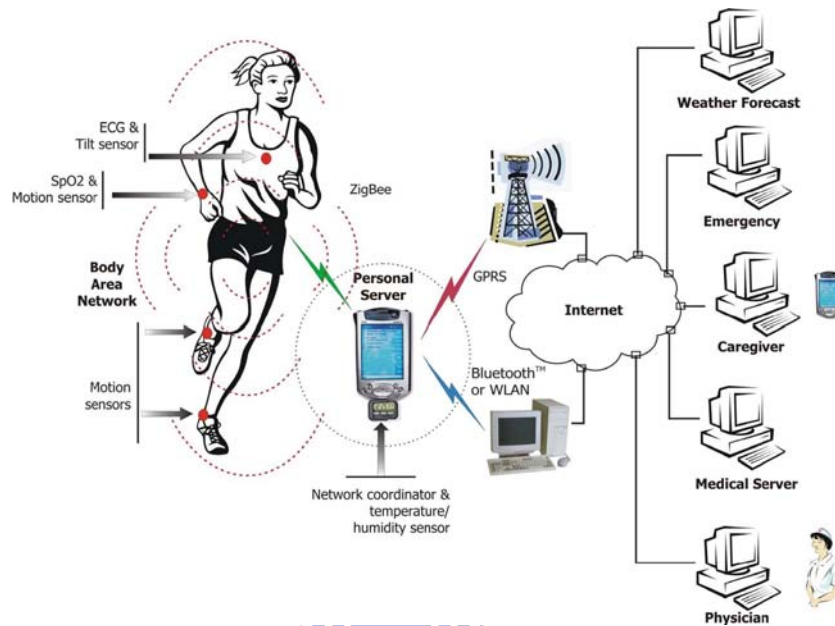 ECG &
Tilt sensor
SpO2 &
Motion sensor
Body
Area
Network
Motion
sensors
ZigBee
Personal
Server
Network coordinator &
temperature/
humidity sensor
GPRS
Bluetooth™
or WLAN
Internet
Weather Forecast
Emergency
Caregiver
Medical Server
Physician